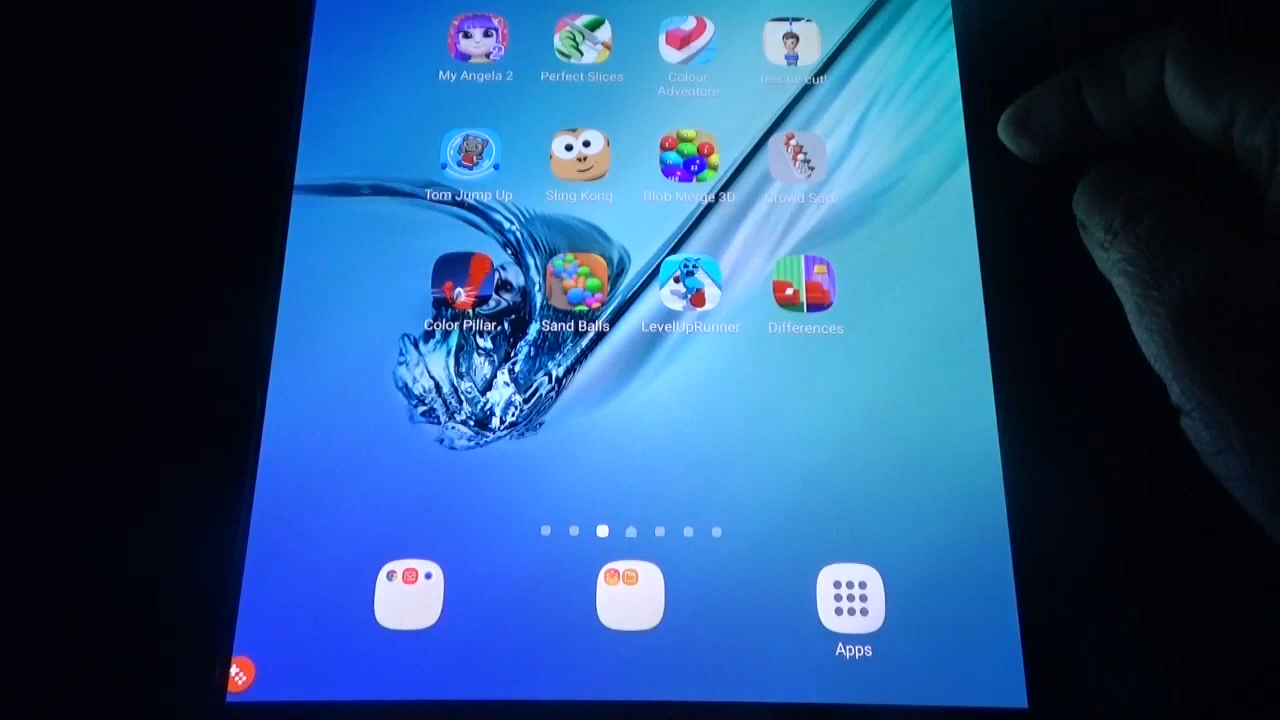 My Angela 2
Perfect Slices
Colour
Adventure
rescue cut!
Tom Jump Up
Sling Kong
Blob Merge 3D
Crowd Sort
Color Pillar
Sand Balls
LevelUpRunner
Differences
Apps